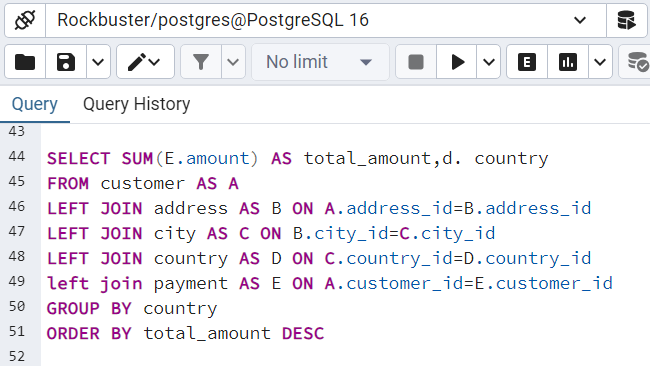 Rockbuster/postgres@PostgreSQL 16
No limit
E
Query Query History
43
44 SELECT SUM(E.amount) AS total_amount,d. country
45 FROM customer AS A
46 LEFT JOIN address AS B ON A.address_id=B.address_id
47 LEFT JOIN city AS C ON B.city_id=C.city_id
48 LEFT JOIN country AS D ON C.country_id=D.country_id
49 left join payment AS E ON A.customer_id=E.customer_id
50 GROUP BY country
51 ORDER BY total_amount DESC
52